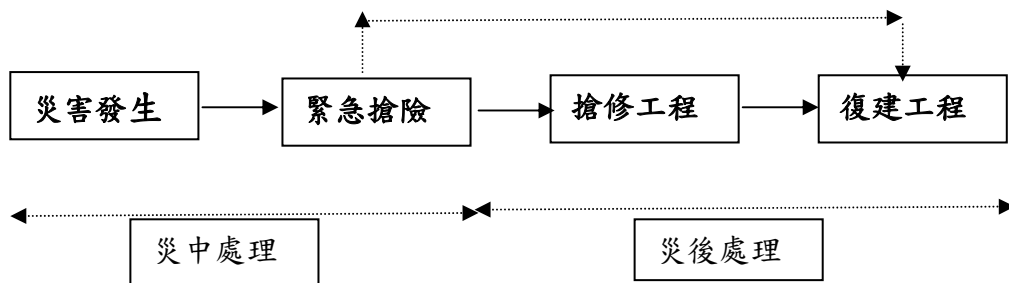 災害發生
緊急搶險
搶修工程
復建工程
災中處理
災後處理